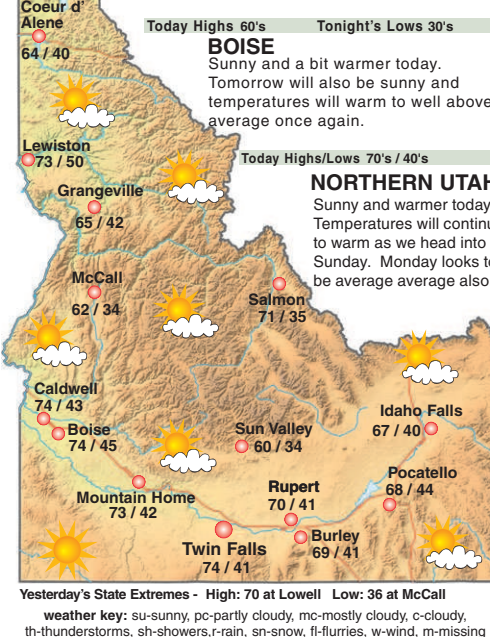 Coeur d'
Alene
64 / 40
Today Highs 60's Tonight's Lows 30's
BOISE
Sunny and a bit warmer today.
Tomorrow will also be sunny and
temperatures will warm to well above
average once again.
Lewiston
73 / 50
Today Highs/Lows 70's / 40's
Grangeville
65 / 42
NORTHERN UTAH
Sunny and warmer today
Temperatures will continu
to warm as we head into
Sunday. Monday looks to
be average average also
McCall
62 / 34
Salmon
71 / 35
Caldwell
74 / 43
Boise
74 / 45
Sun Valley
60 / 34
Idaho Falls
67 / 40
Mountain Home
73 / 42
Rupert
70 / 41
Pocatello
68 / 44
Twin Falls
74 / 41
Burley
69 / 41
Yesterday's State Extremes - High: 70 at Lowell Low: 36 at McCall
weather key: su-sunny, pc-partly cloudy, mc-mostly cloudy, c-cloudy,
th-thunderstorms, sh-showers,r-rain, sn-snow, fl-flurries, w-wind, m-missing